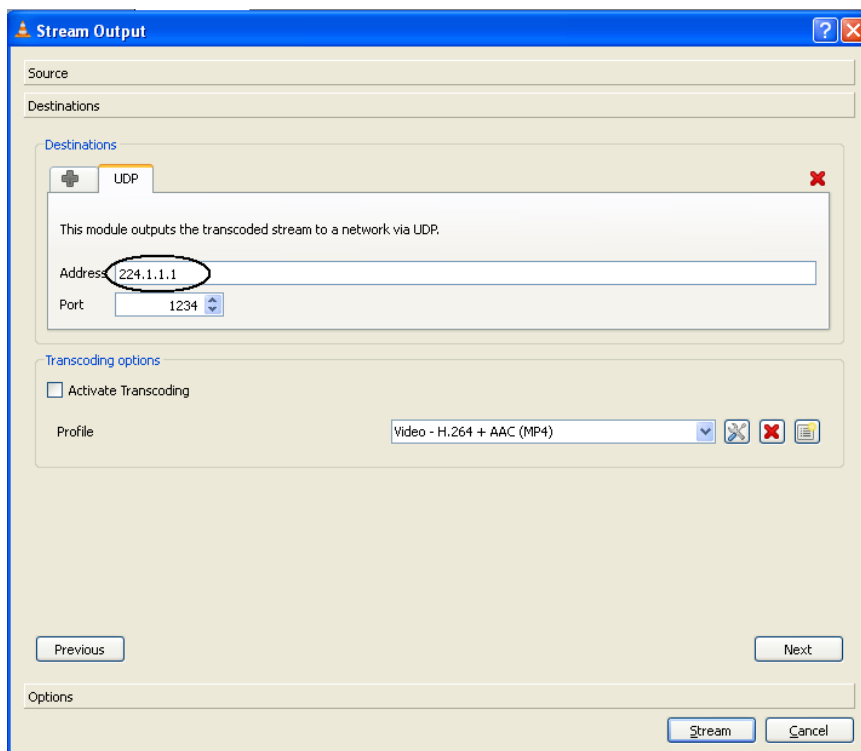 Stream Output
Source
Destinations
Destinations
UDP
This module outputs the transcoded stream to a network via UDP.
Address 224.1.1.1
Port 1234
Transcoding options
Activate Transcoding
Profile Video - H.264 + AAC (MP4)
Previous Next
Options
Stream Cancel